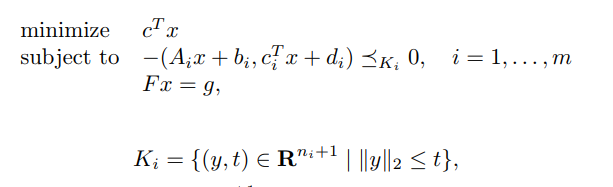 minimize c^T x
subject to −(A_i x + b_i, c_i^T x + d_i) ⪯_{K_i} 0, i = 1, . . . , m
Fx = g,
K_i = {(y, t) ∈ R^{n_i+1} | ‖y‖_2 ≤ t},